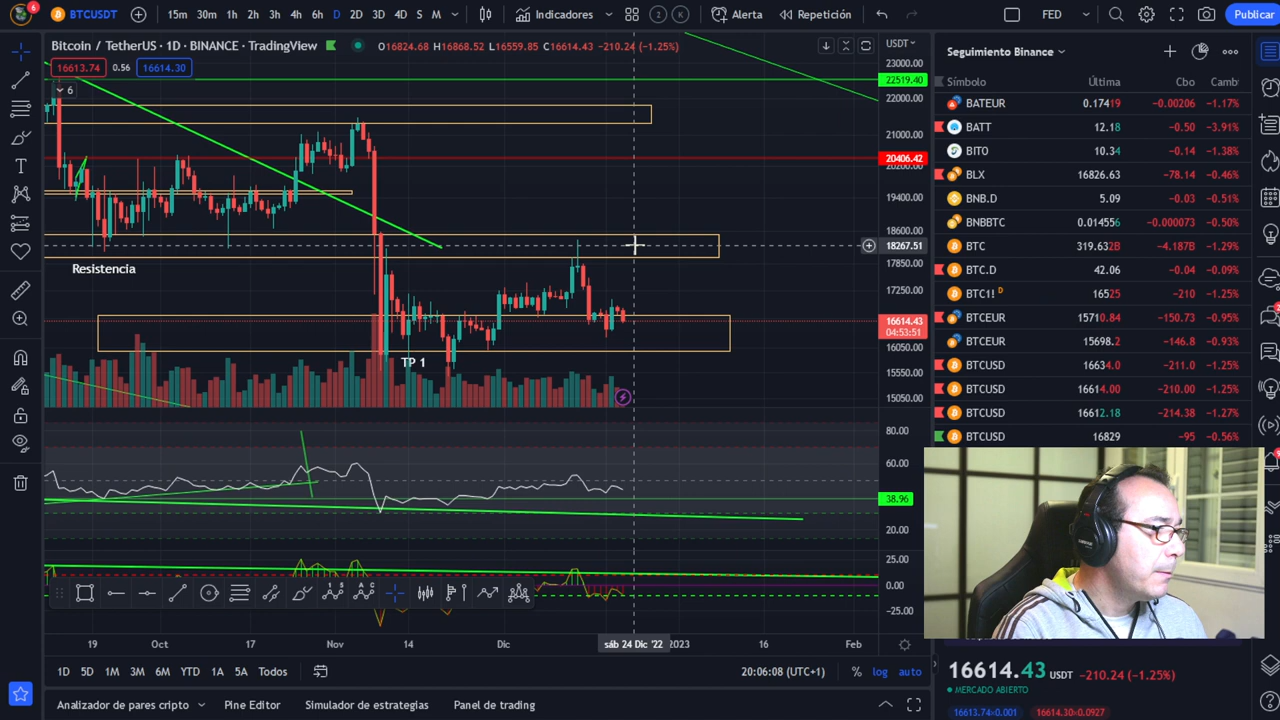 6
BTCUSDT
15m 30m 1h 2h 3h 4h 6h D 2D 3D 4D S M
Indicadores
2 K
Alerta
Repetición
FED
Publicar
Bitcoin / TetherUS · 1D · BINANCE · TradingView
O16824.68 H16868.52 L16559.85 C16614.43 -210.24 (-1.25%)
USDT
16613.74 0.56 16614.30
6
23000.00
22519.40
22000.00
21000.00
20406.42
20200.00
19400.00
18600.00
18267.51
17850.00
17250.00
16614.43
04:53:51
16050.00
15550.00
15050.00
Resistencia
TP 1
80.00
60.00
38.96
20.00
25.00
0.00
-25.00
19 Oct 17 Nov 14 Dic sáb 24 Dic '22 2023 16 Feb
1D 5D 1M 3M 6M YTD 1A 5A Todos
20:06:08 (UTC+1)
% log auto
Analizador de pares cripto
Pine Editor
Simulador de estrategias
Panel de trading
Seguimiento Binance
Símbolo Última Cbo Camb
BATEUR 0.17419 -0.00206 -1.17%
BATT 12.18 -0.50 -3.91%
BITO 10.34 -0.14 -1.38%
BLX 16826.63 -78.14 -0.46%
BNB.D 5.09 -0.03 -0.51%
BNBBTC 0.014556 -0.000073 -0.50%
BTC 319.632B -4.187B -1.29%
BTC.D 42.06 -0.04 -0.09%
BTC1! D 16525 -210 -1.25%
BTCEUR 15710.84 -150.73 -0.95%
BTCEUR 15698.2 -146.8 -0.93%
BTCUSD 16634.0 -211.0 -1.25%
BTCUSD 16614.00 -210.00 -1.25%
BTCUSD 16612.18 -214.38 -1.27%
BTCUSD 16829 -95 -0.56%
16614.43 USDT -210.24 (-1.25%)
MERCADO ABIERTO
16613.74×0.001 16614.30×0.0927